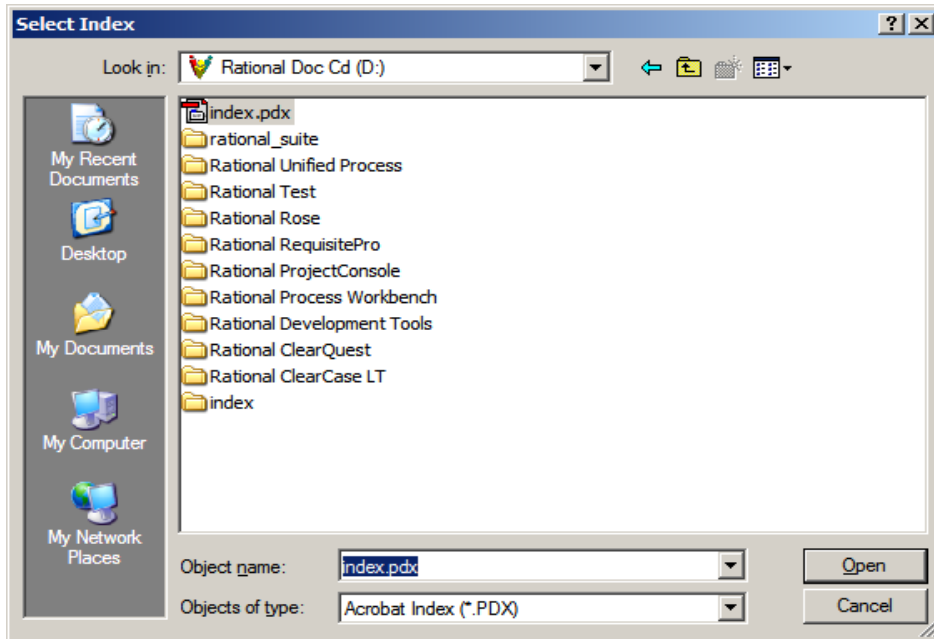 Select Index
Look in:
Rational Doc Cd (D:)
My Recent
Documents
Desktop
My Documents
My Computer
My Network
Places
index.pdx
rational_suite
Rational Unified Process
Rational Test
Rational Rose
Rational RequisitePro
Rational ProjectConsole
Rational Process Workbench
Rational Development Tools
Rational ClearQuest
Rational ClearCase LT
index
Object name:
index.pdx
Open
Objects of type:
Acrobat Index (*.PDX)
Cancel